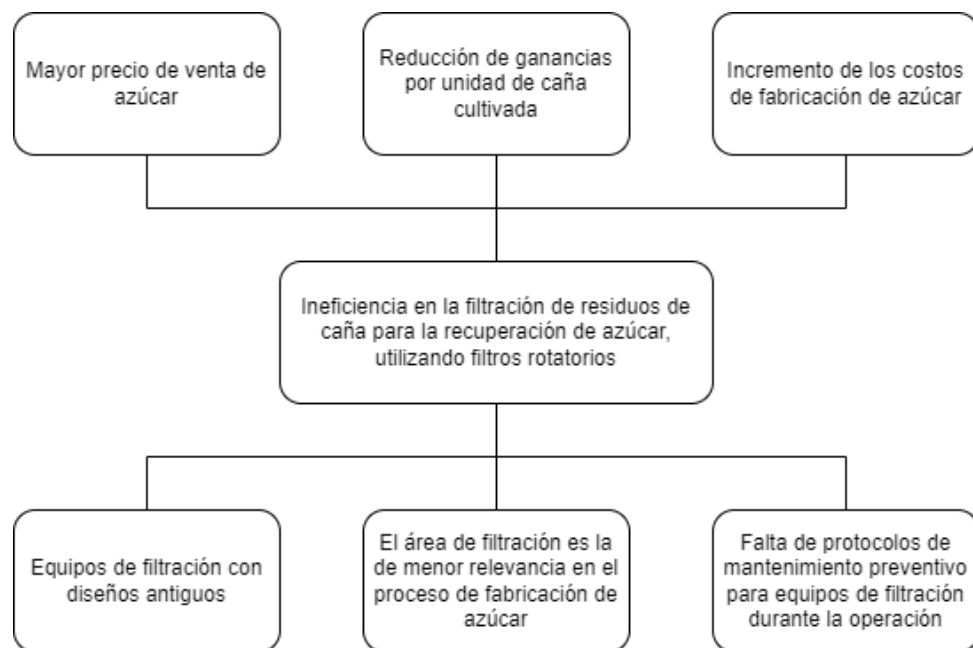 Mayor precio de venta de
azúcar
Reducción de ganancias
por unidad de caña
cultivada
Incremento de los costos
de fabricación de azúcar
Ineficiencia en la filtración de residuos de
caña para la recuperación de azúcar,
utilizando filtros rotatorios
Equipos de filtración con
diseños antiguos
El área de filtración es la
de menor relevancia en el
proceso de fabricación de
azúcar
Falta de protocolos de
mantenimiento preventivo
para equipos de filtración
durante la operación